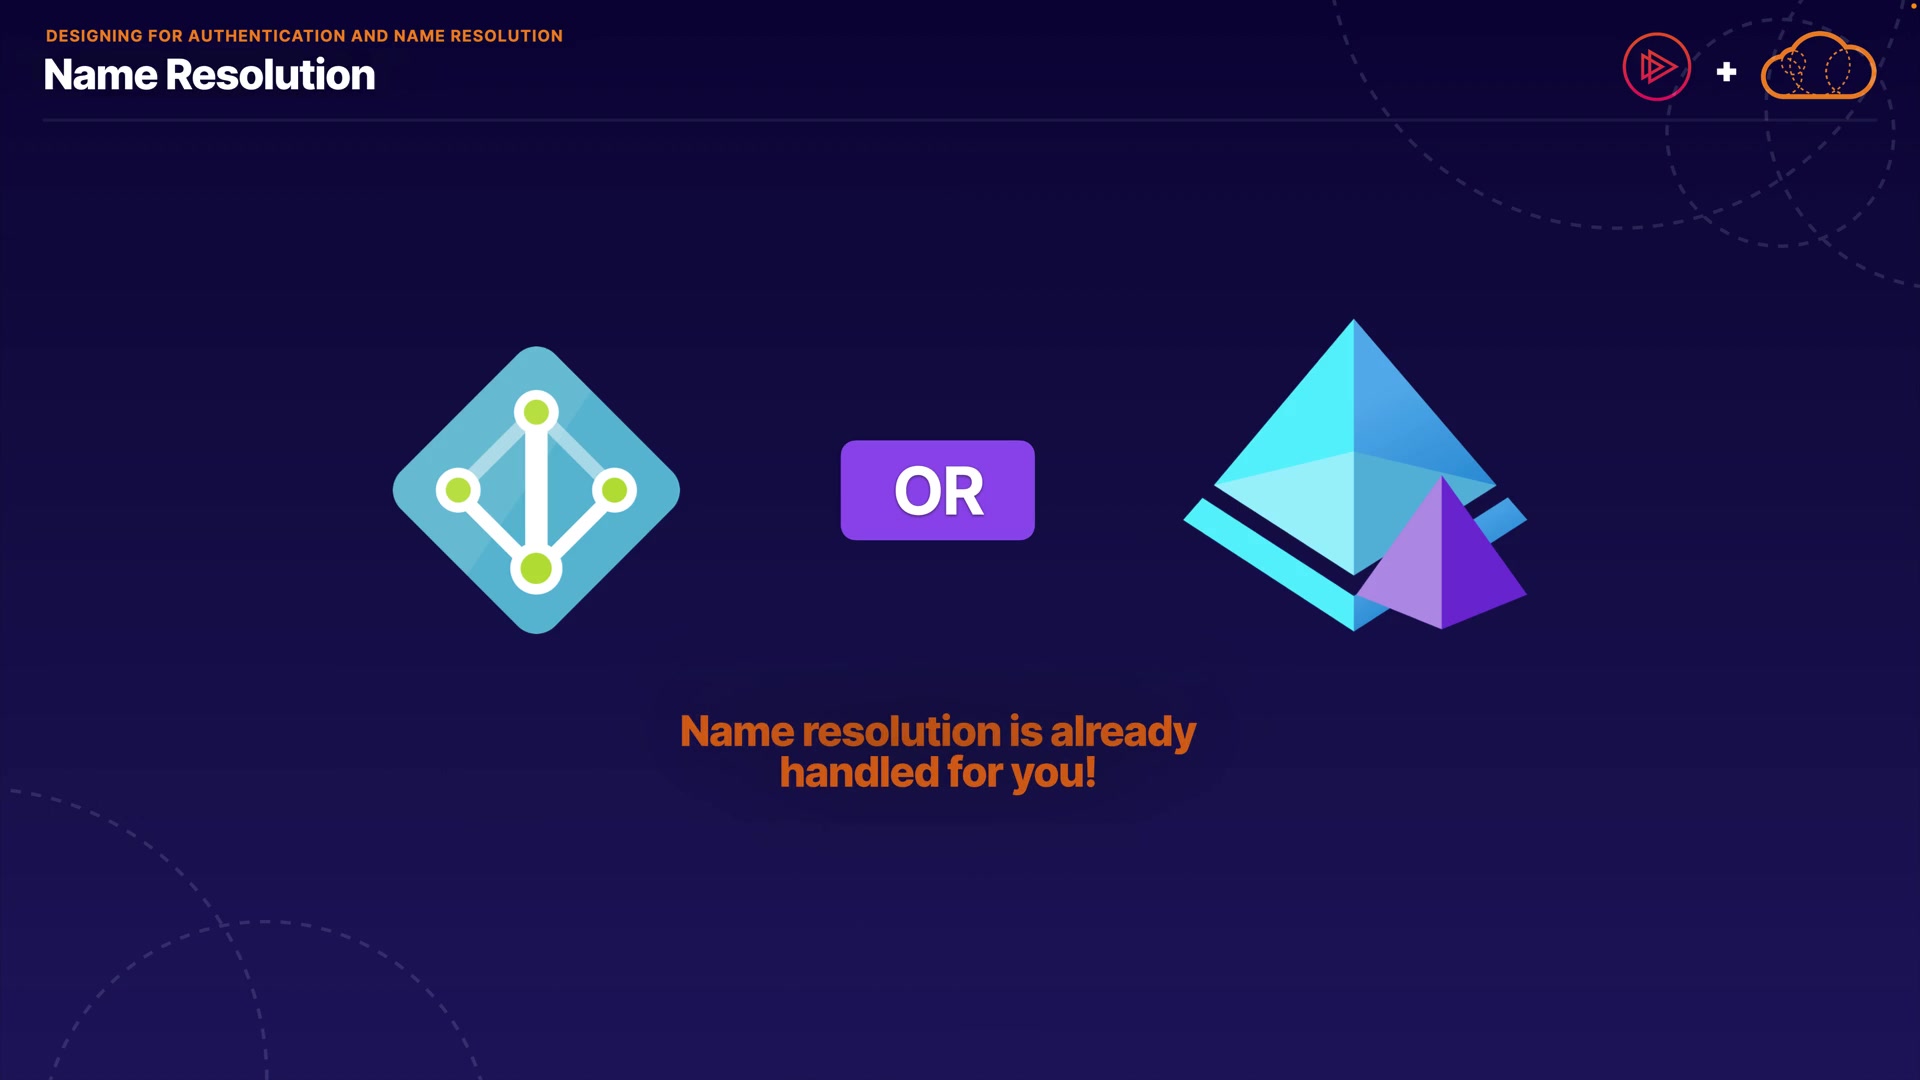 DESIGNING FOR AUTHENTICATION AND NAME RESOLUTION
Name Resolution
OR
Name resolution is already
handled for you!